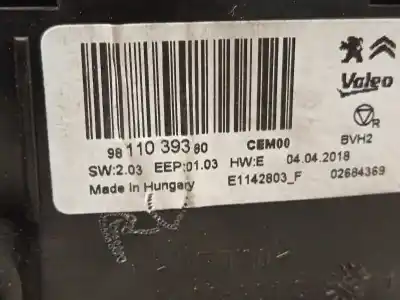 Valeo
R
98 110 393 80 CEM00 BVH2
SW:2.03 EEP:01.03 HW:E 04.04.2018
Made in Hungary E1142803_F 02684369